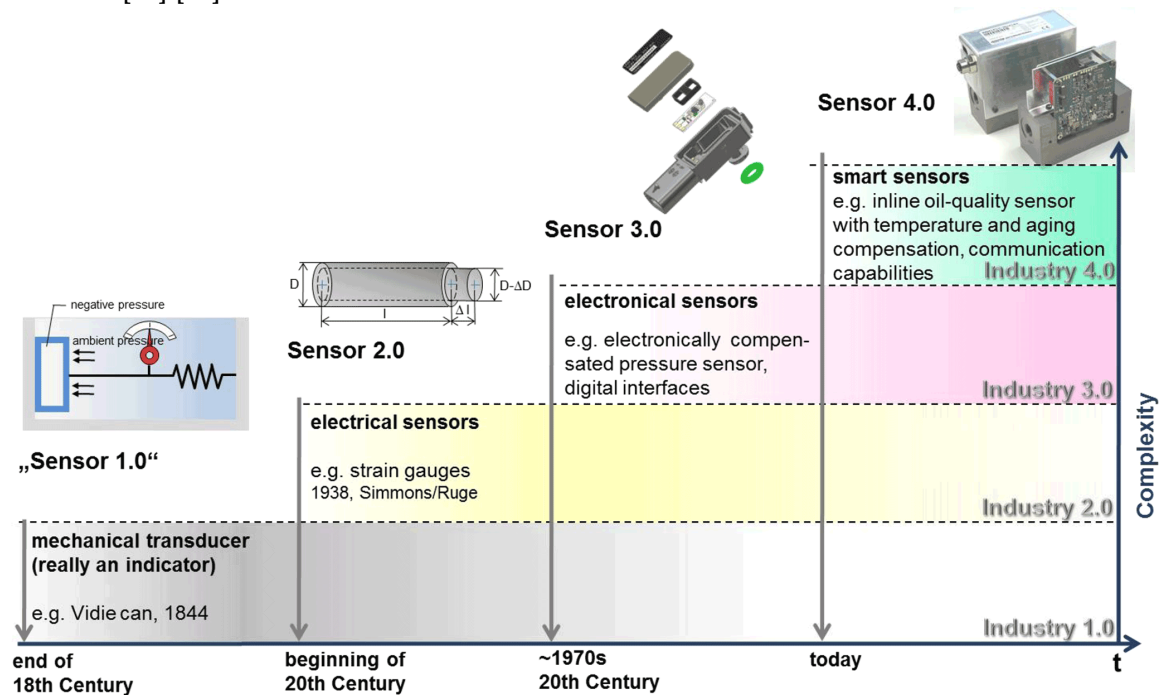 Sensor 4.0
smart sensors
e.g. inline oil-quality sensor
with temperature and aging
compensation, communication
capabilities
Industry 4.0
Sensor 3.0
electronical sensors
e.g. electronically compen-
sated pressure sensor,
digital interfaces
Industry 3.0
D
D-ΔD
l
Δl
Sensor 2.0
electrical sensors
e.g. strain gauges
1938, Simmons/Ruge
Industry 2.0
negative pressure
ambient pressure
„Sensor 1.0“
mechanical transducer
(really an indicator)
e.g. Vidie can, 1844
Industry 1.0
Complexity
end of
18th Century
beginning of
20th Century
~1970s
20th Century
today
t